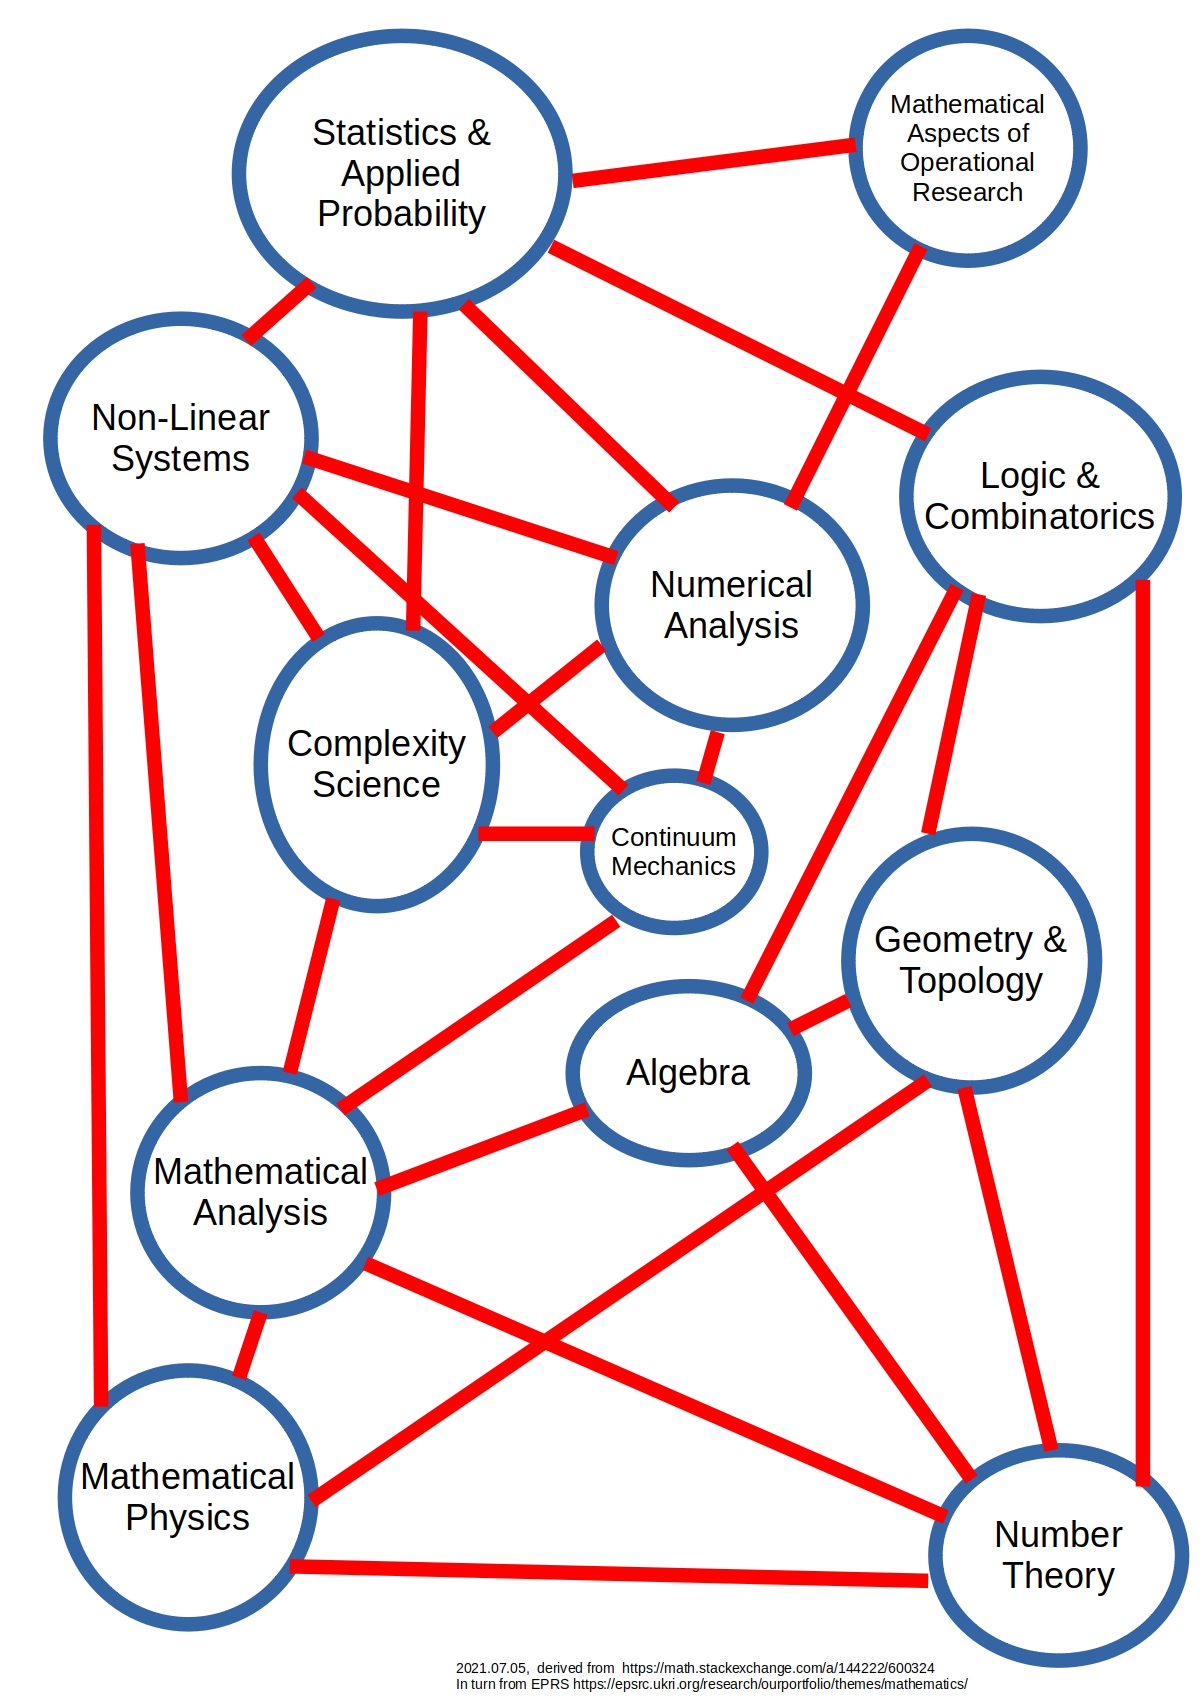 Statistics &
Applied
Probability
Mathematical
Aspects of
Operational
Research
Non-Linear
Systems
Logic &
Combinatorics
Numerical
Analysis
Complexity
Science
Continuum
Mechanics
Geometry &
Topology
Algebra
Mathematical
Analysis
Mathematical
Physics
Number
Theory
2021.07.05,  derived from  https://math.stackexchange.com/a/144222/600324
In turn from EPRS https://epsrc.ukri.org/research/ourportfolio/themes/mathematics/